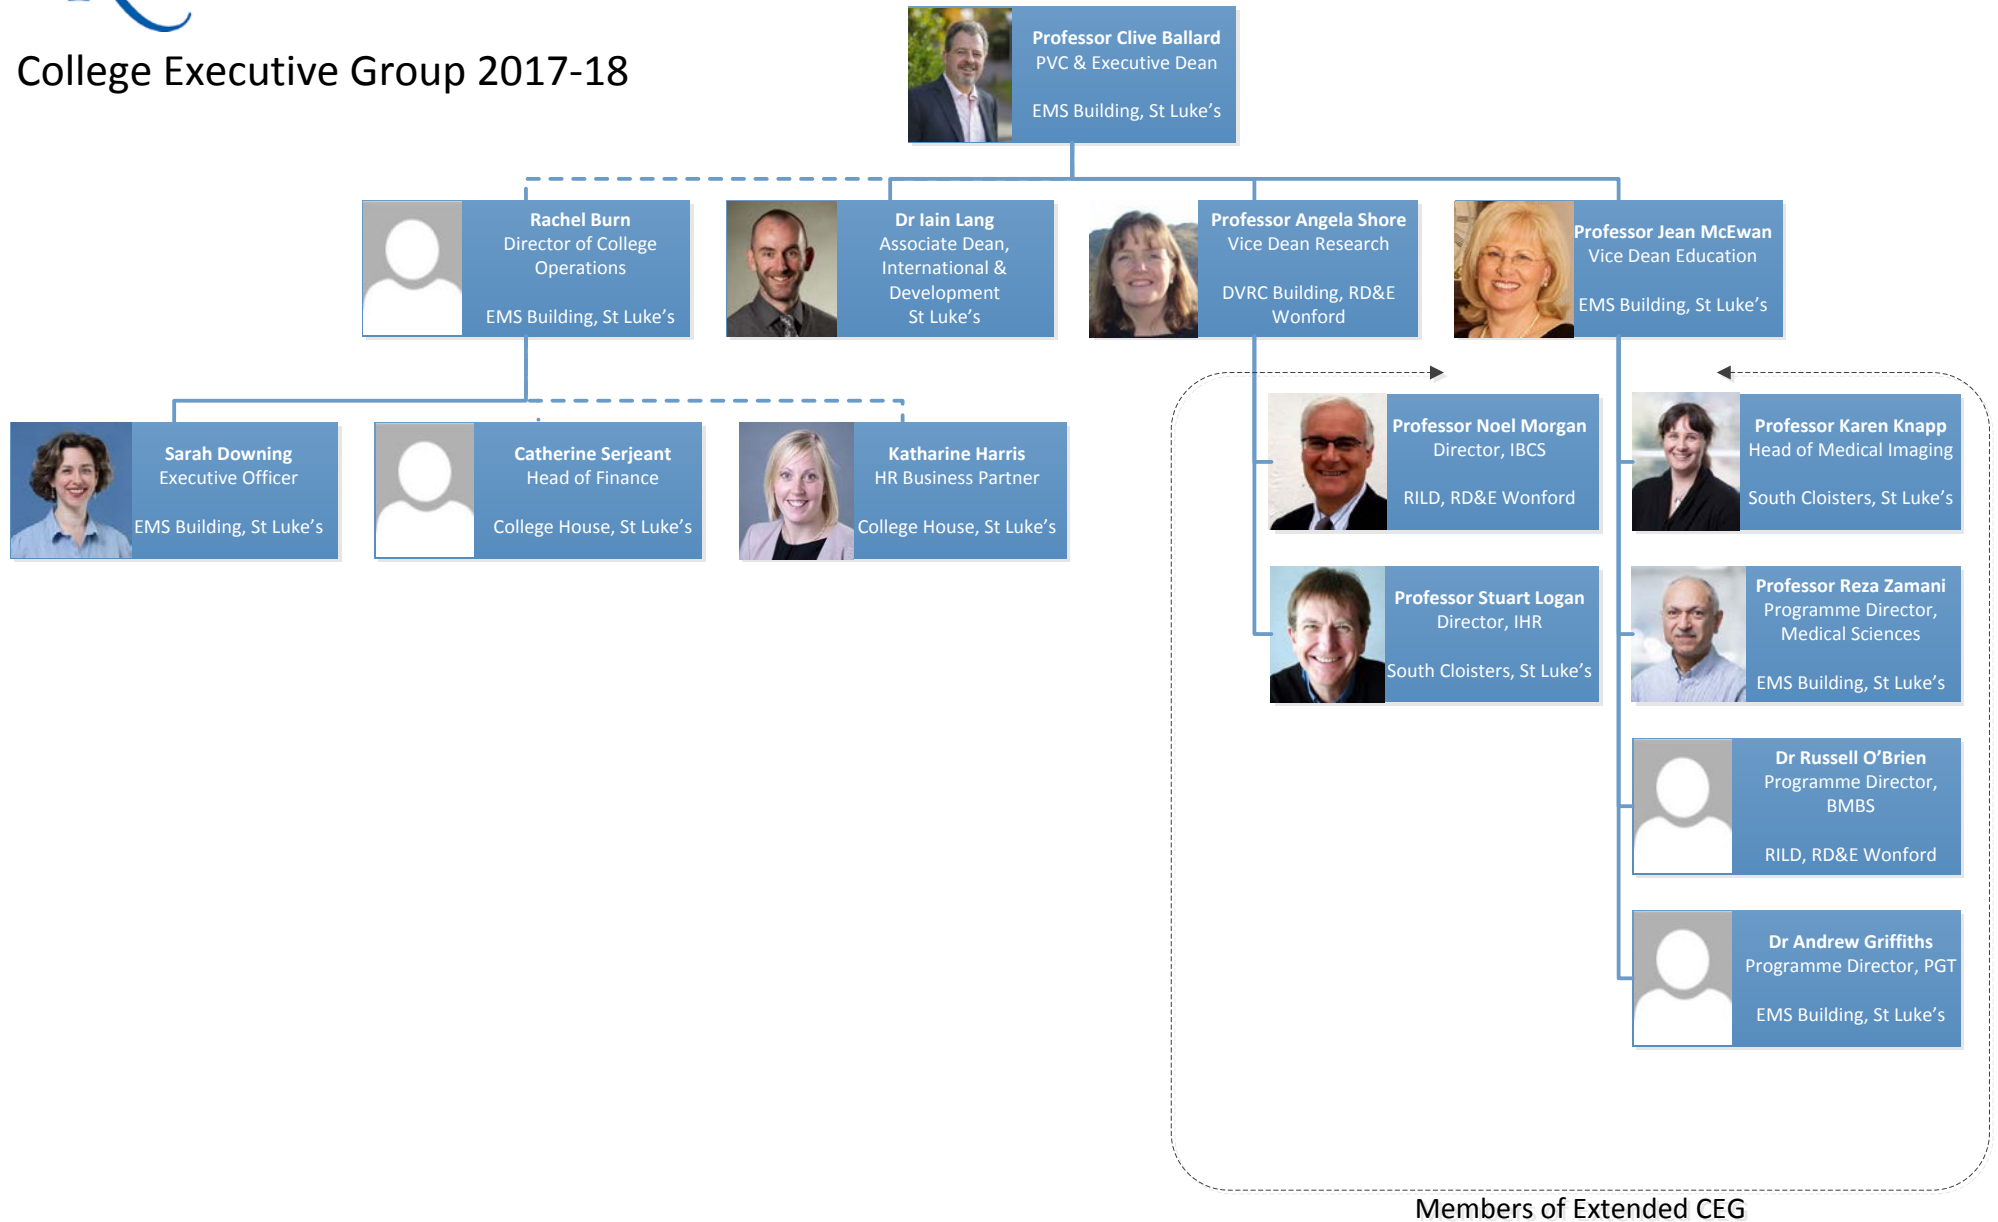 College Executive Group 2017-18
Professor Clive Ballard
PVC & Executive Dean
EMS Building, St Luke’s
Rachel Burn
Director of College
Operations
EMS Building, St Luke’s
Dr Iain Lang
Associate Dean,
International &
Development
St Luke’s
Professor Angela Shore
Vice Dean Research
DVRC Building, RD&E
Wonford
Professor Jean McEwan
Vice Dean Education
EMS Building, St Luke’s
Sarah Downing
Executive Officer
EMS Building, St Luke’s
Catherine Serjeant
Head of Finance
College House, St Luke’s
Katharine Harris
HR Business Partner
College House, St Luke’s
Professor Noel Morgan
Director, IBCS
RILD, RD&E Wonford
Professor Karen Knapp
Head of Medical Imaging
South Cloisters, St Luke’s
Professor Stuart Logan
Director, IHR
South Cloisters, St Luke’s
Professor Reza Zamani
Programme Director,
Medical Sciences
EMS Building, St Luke’s
Dr Russell O’Brien
Programme Director,
BMBS
RILD, RD&E Wonford
Dr Andrew Griffiths
Programme Director, PGT
EMS Building, St Luke’s
Members of Extended CEG